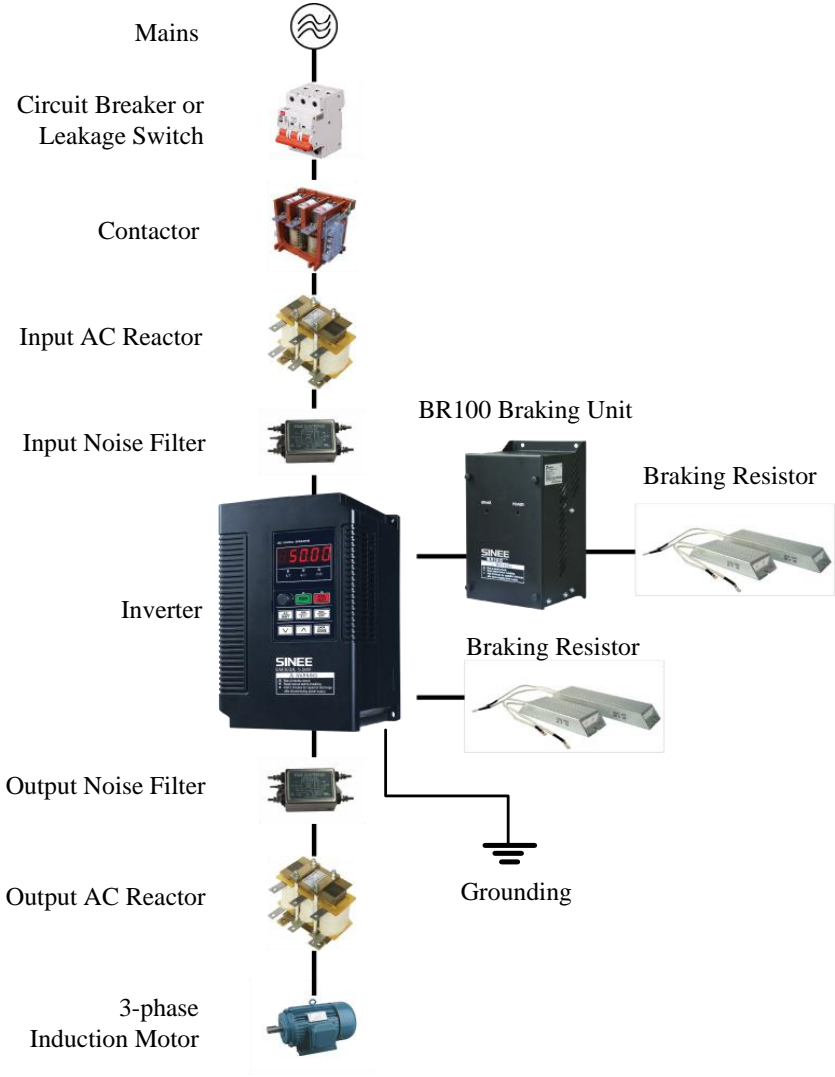 Mains
Circuit Breaker or
Leakage Switch
Contactor
Input AC Reactor
Input Noise Filter
BR100 Braking Unit
Braking Resistor
Inverter
50.00
SINEE
WARNING
SINEE
Braking Resistor
Output Noise Filter
Output AC Reactor
Grounding
3-phase
Induction Motor